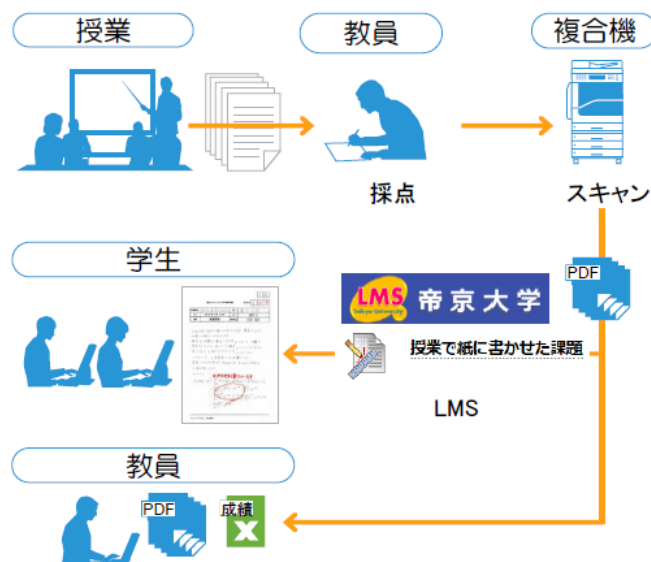 授業
教員
複合機
採点
スキャン
学生
PDF
LMS
Teikyo University
帝京大学
授業で紙に書かせた課題
LMS
教員
PDF
成績
X